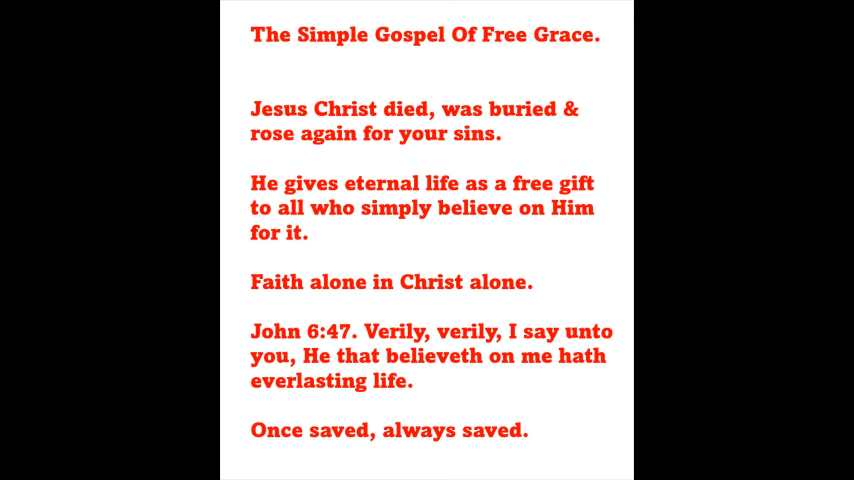 The Simple Gospel Of Free Grace.
Jesus Christ died, was buried &
rose again for your sins.
He gives eternal life as a free gift
to all who simply believe on Him
for it.
Faith alone in Christ alone.
John 6:47. Verily, verily, I say unto
you, He that believeth on me hath
everlasting life.
Once saved, always saved.